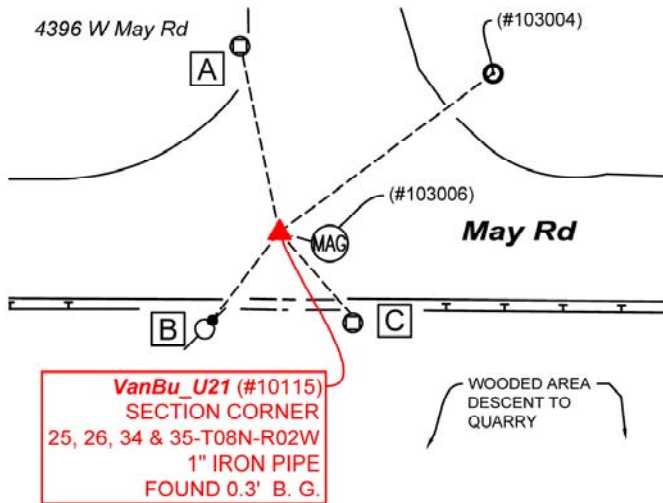 4396 W May Rd
(#103004)
A
(#103006)
MAG
May Rd
B
C
VanBu_U21 (#10115)
SECTION CORNER
25, 26, 34 & 35-T08N-R02W
1" IRON PIPE
FOUND 0.3' B. G.
WOODED AREA
DESCENT TO
QUARRY